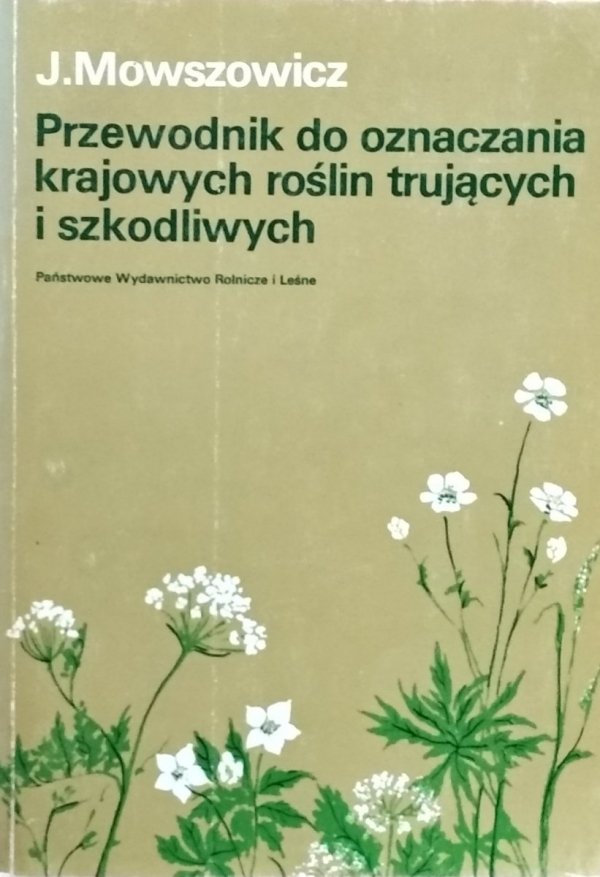 J.Mowszowicz
Przewodnik do oznaczania
krajowych roślin trujących
i szkodliwych
Państwowe Wydawnictwo Rolnicze i Leśne